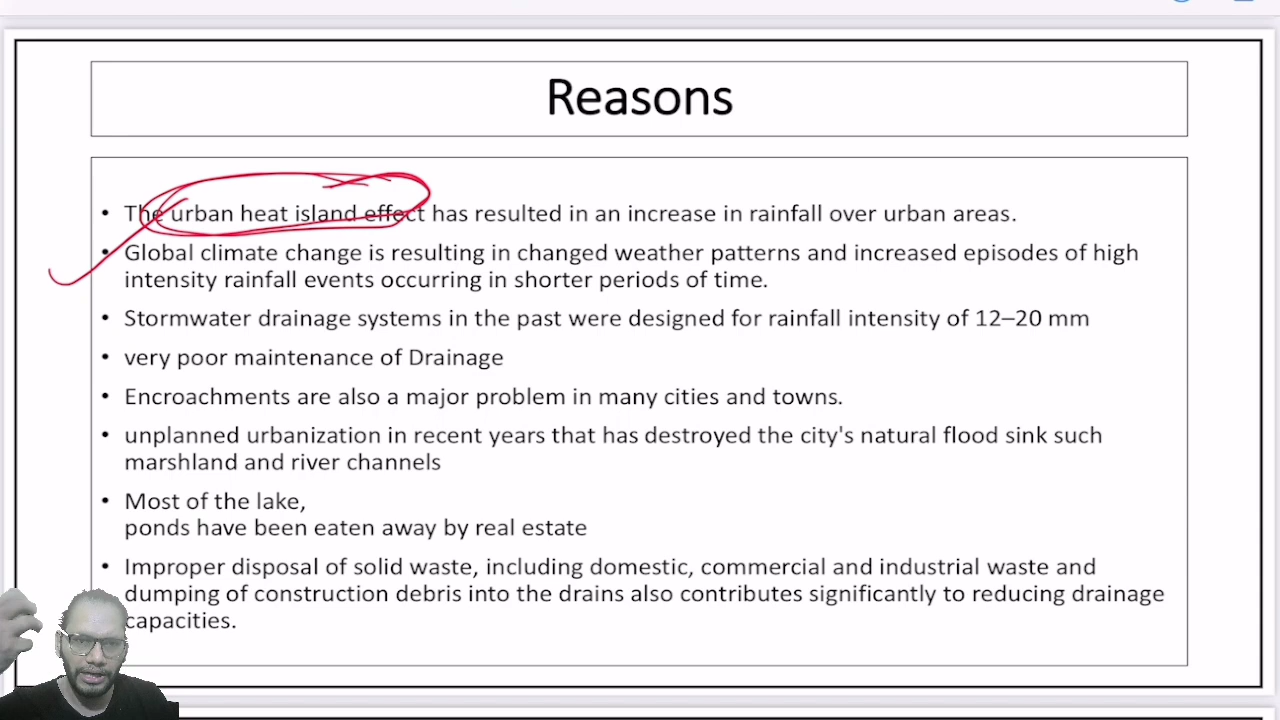 Reasons
• The urban heat island effect has resulted in an increase in rainfall over urban areas.
• Global climate change is resulting in changed weather patterns and increased episodes of high
intensity rainfall events occurring in shorter periods of time.
• Stormwater drainage systems in the past were designed for rainfall intensity of 12–20 mm
• very poor maintenance of Drainage
• Encroachments are also a major problem in many cities and towns.
• unplanned urbanization in recent years that has destroyed the city's natural flood sink such
marshland and river channels
• Most of the lake,
ponds have been eaten away by real estate
• Improper disposal of solid waste, including domestic, commercial and industrial waste and
dumping of construction debris into the drains also contributes significantly to reducing drainage
capacities.